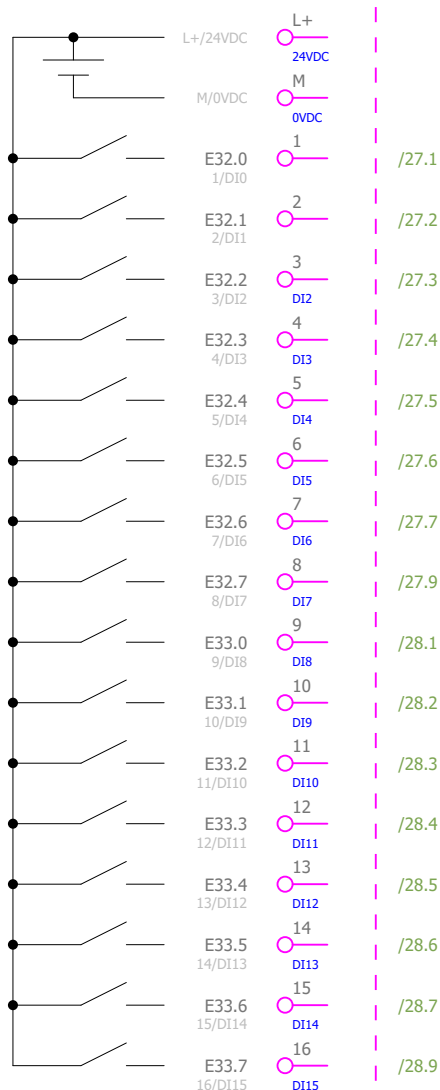 L+
L+/24VDC
24VDC
M
M/0VDC
0VDC
1
E32.0 /27.1
1/DI0
2
E32.1 /27.2
2/DI1
3
E32.2 /27.3
3/DI2 DI2
4
E32.3 /27.4
4/DI3 DI3
5
E32.4 /27.5
5/DI4 DI4
6
E32.5 /27.6
6/DI5 DI5
7
E32.6 /27.7
7/DI6 DI6
8
E32.7 /27.9
8/DI7 DI7
9
E33.0 /28.1
9/DI8 DI8
10
E33.1 /28.2
10/DI9 DI9
11
E33.2 /28.3
11/DI10 DI10
12
E33.3 /28.4
12/DI11 DI11
13
E33.4 /28.5
13/DI12 DI12
14
E33.5 /28.6
14/DI13 DI13
15
E33.6 /28.7
15/DI14 DI14
16
E33.7 /28.9
16/DI15 DI15